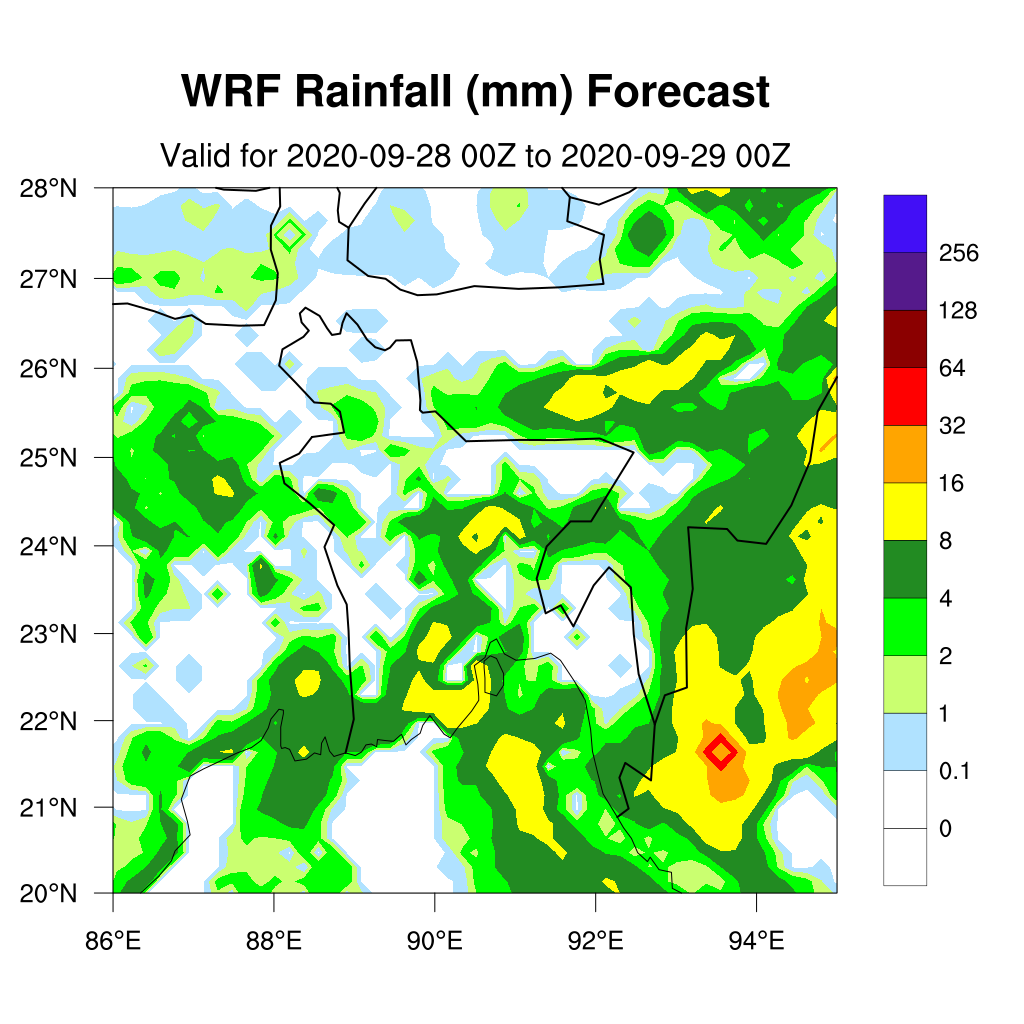 WRF Rainfall (mm) Forecast
Valid for 2020-09-28 00Z to 2020-09-29 00Z
28°N
27°N
26°N
25°N
24°N
23°N
22°N
21°N
20°N
86°E
88°E
90°E
92°E
94°E
256
128
64
32
16
8
4
2
1
0.1
0